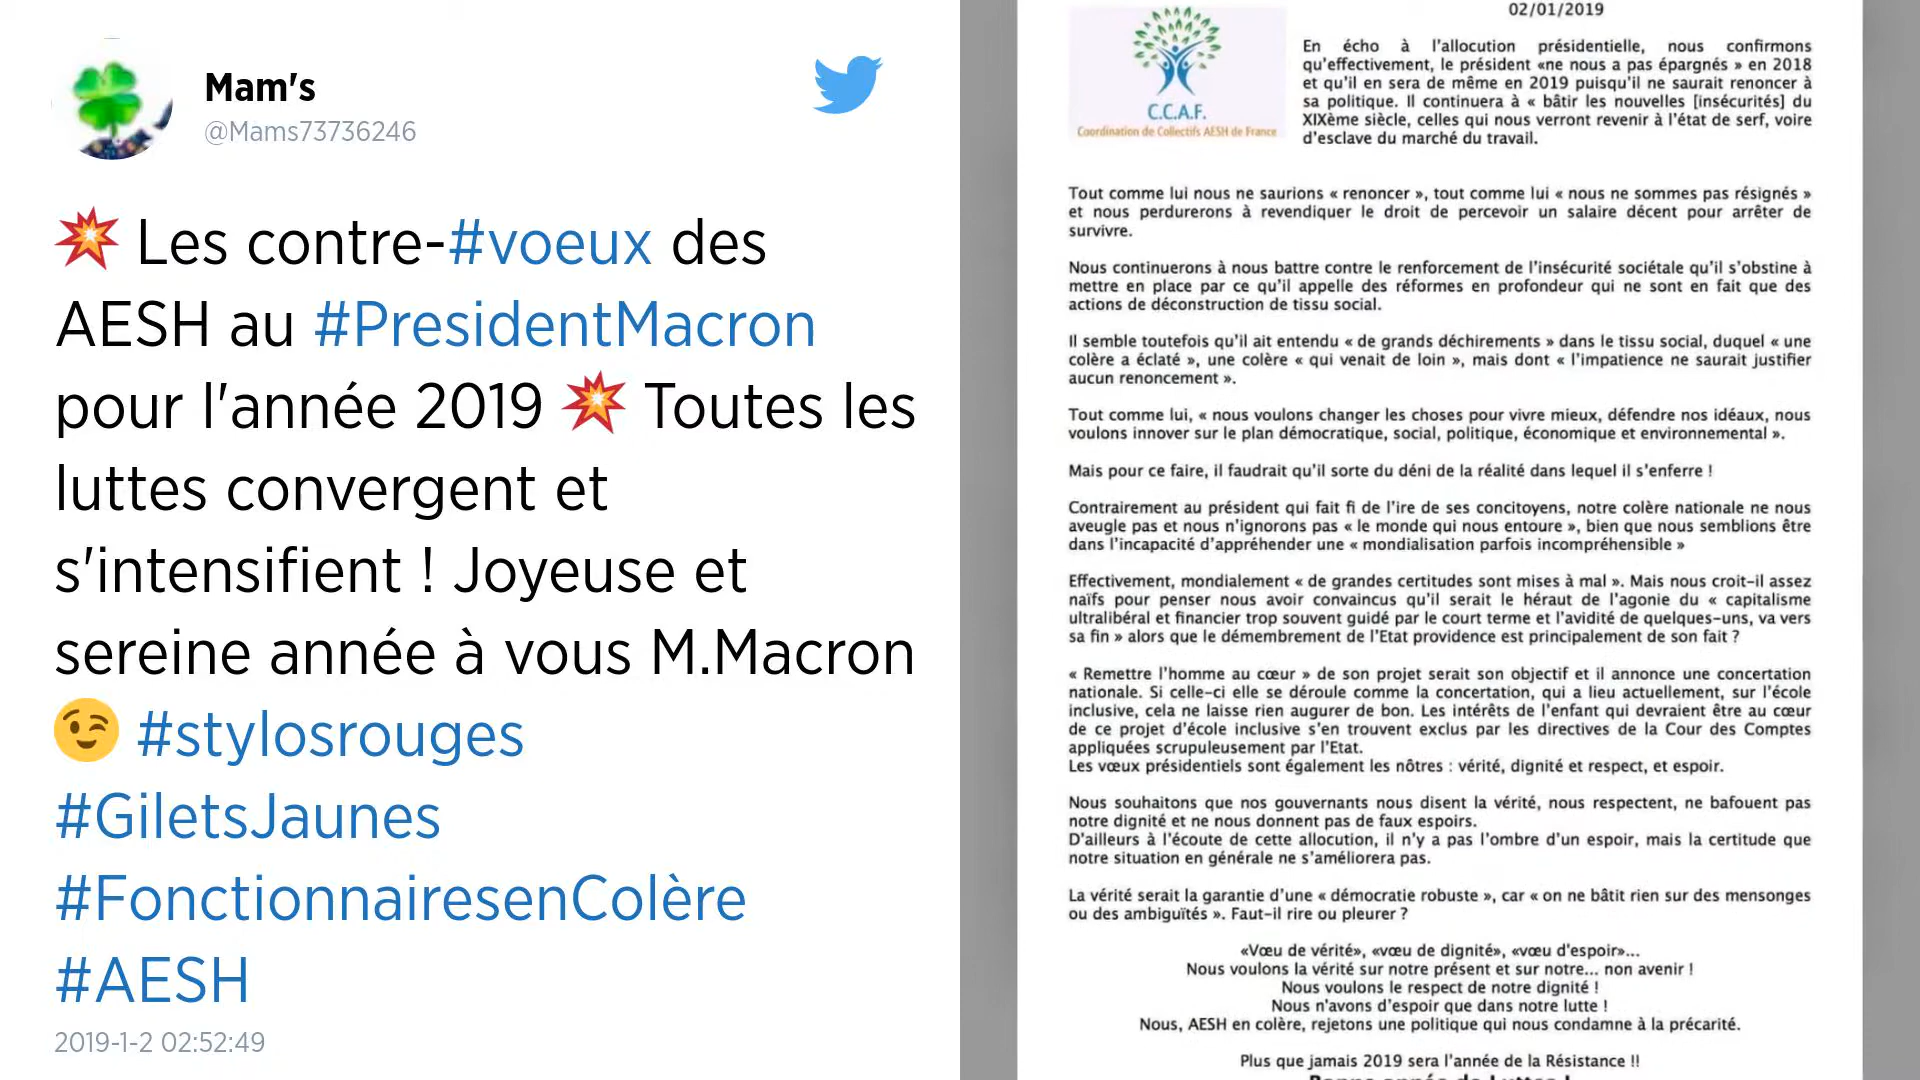 Mam's
@Mams73736246
💥 Les contre-#voeux des
AESH au #PresidentMacron
pour l'année 2019 💥 Toutes les
luttes convergent et
s'intensifient ! Joyeuse et
sereine année à vous M.Macron
😉 #stylosrouges
#GiletsJaunes
#FonctionnairesenColère
#AESH
2019-1-2 02:52:49
02/01/2019
C.C.A.F.
Coordination de Collectifs AESH de France
En écho à l'allocution présidentielle, nous confirmons
qu'effectivement, le président «ne nous a pas épargnés » en 2018
et qu'il en sera de même en 2019 puisqu'il ne saurait renoncer à
sa politique. Il continuera à « bâtir les nouvelles [insécurités] du
XIXème siècle, celles qui nous verront revenir à l'état de serf, voire
d'esclave du marché du travail.
Tout comme lui nous ne saurions « renoncer », tout comme lui « nous ne sommes pas résignés »
et nous perdurerons à revendiquer le droit de percevoir un salaire décent pour arrêter de
survivre.
Nous continuerons à nous battre contre le renforcement de l'insécurité sociétale qu'il s'obstine à
mettre en place par ce qu'il appelle des réformes en profondeur qui ne sont en fait que des
actions de déconstruction de tissu social.
Il semble toutefois qu'il ait entendu « de grands déchirements » dans le tissu social, duquel « une
colère a éclaté », une colère « qui venait de loin », mais dont « l'impatience ne saurait justifier
aucun renoncement ».
Tout comme lui, « nous voulons changer les choses pour vivre mieux, défendre nos idéaux, nous
voulons innover sur le plan démocratique, social, politique, économique et environnemental ».
Mais pour ce faire, il faudrait qu'il sorte du déni de la réalité dans lequel il s'enferre !
Contrairement au président qui fait fi de l'ire de ses concitoyens, notre colère nationale ne nous
aveugle pas et nous n'ignorons pas « le monde qui nous entoure », bien que nous semblions être
dans l'incapacité d'appréhender une « mondialisation parfois incompréhensible »
Effectivement, mondialement « de grandes certitudes sont mises à mal ». Mais nous croit-il assez
naïfs pour penser nous avoir convaincus qu'il serait le héraut de l'agonie du « capitalisme
ultralibéral et financier trop souvent guidé par le court terme et l'avidité de quelques-uns, va vers
sa fin » alors que le démembrement de l'Etat providence est principalement de son fait ?
« Remettre l'homme au cœur » de son projet serait son objectif et il annonce une concertation
nationale. Si celle-ci elle se déroule comme la concertation, qui a lieu actuellement, sur l'école
inclusive, cela ne laisse rien augurer de bon. Les intérêts de l'enfant qui devraient être au cœur
de ce projet d'école inclusive s'en trouvent exclus par les directives de la Cour des Comptes
appliquées scrupuleusement par l'Etat.
Les vœux présidentiels sont également les nôtres : vérité, dignité et respect, et espoir.
Nous souhaitons que nos gouvernants nous disent la vérité, nous respectent, ne bafouent pas
notre dignité et ne nous donnent pas de faux espoirs.
D'ailleurs à l'écoute de cette allocution, il n'y a pas l'ombre d'un espoir, mais la certitude que
notre situation en générale ne s'améliorera pas.
La vérité serait la garantie d'une « démocratie robuste », car « on ne bâtit rien sur des mensonges
ou des ambiguïtés ». Faut-il rire ou pleurer ?
«Vœu de vérité», «vœu de dignité», «vœu d'espoir»...
Nous voulons la vérité sur notre présent et sur notre... non avenir !
Nous voulons le respect de notre dignité !
Nous n'avons d'espoir que dans notre lutte !
Nous, AESH en colère, rejetons une politique qui nous condamne à la précarité.
Plus que jamais 2019 sera l'année de la Résistance !!